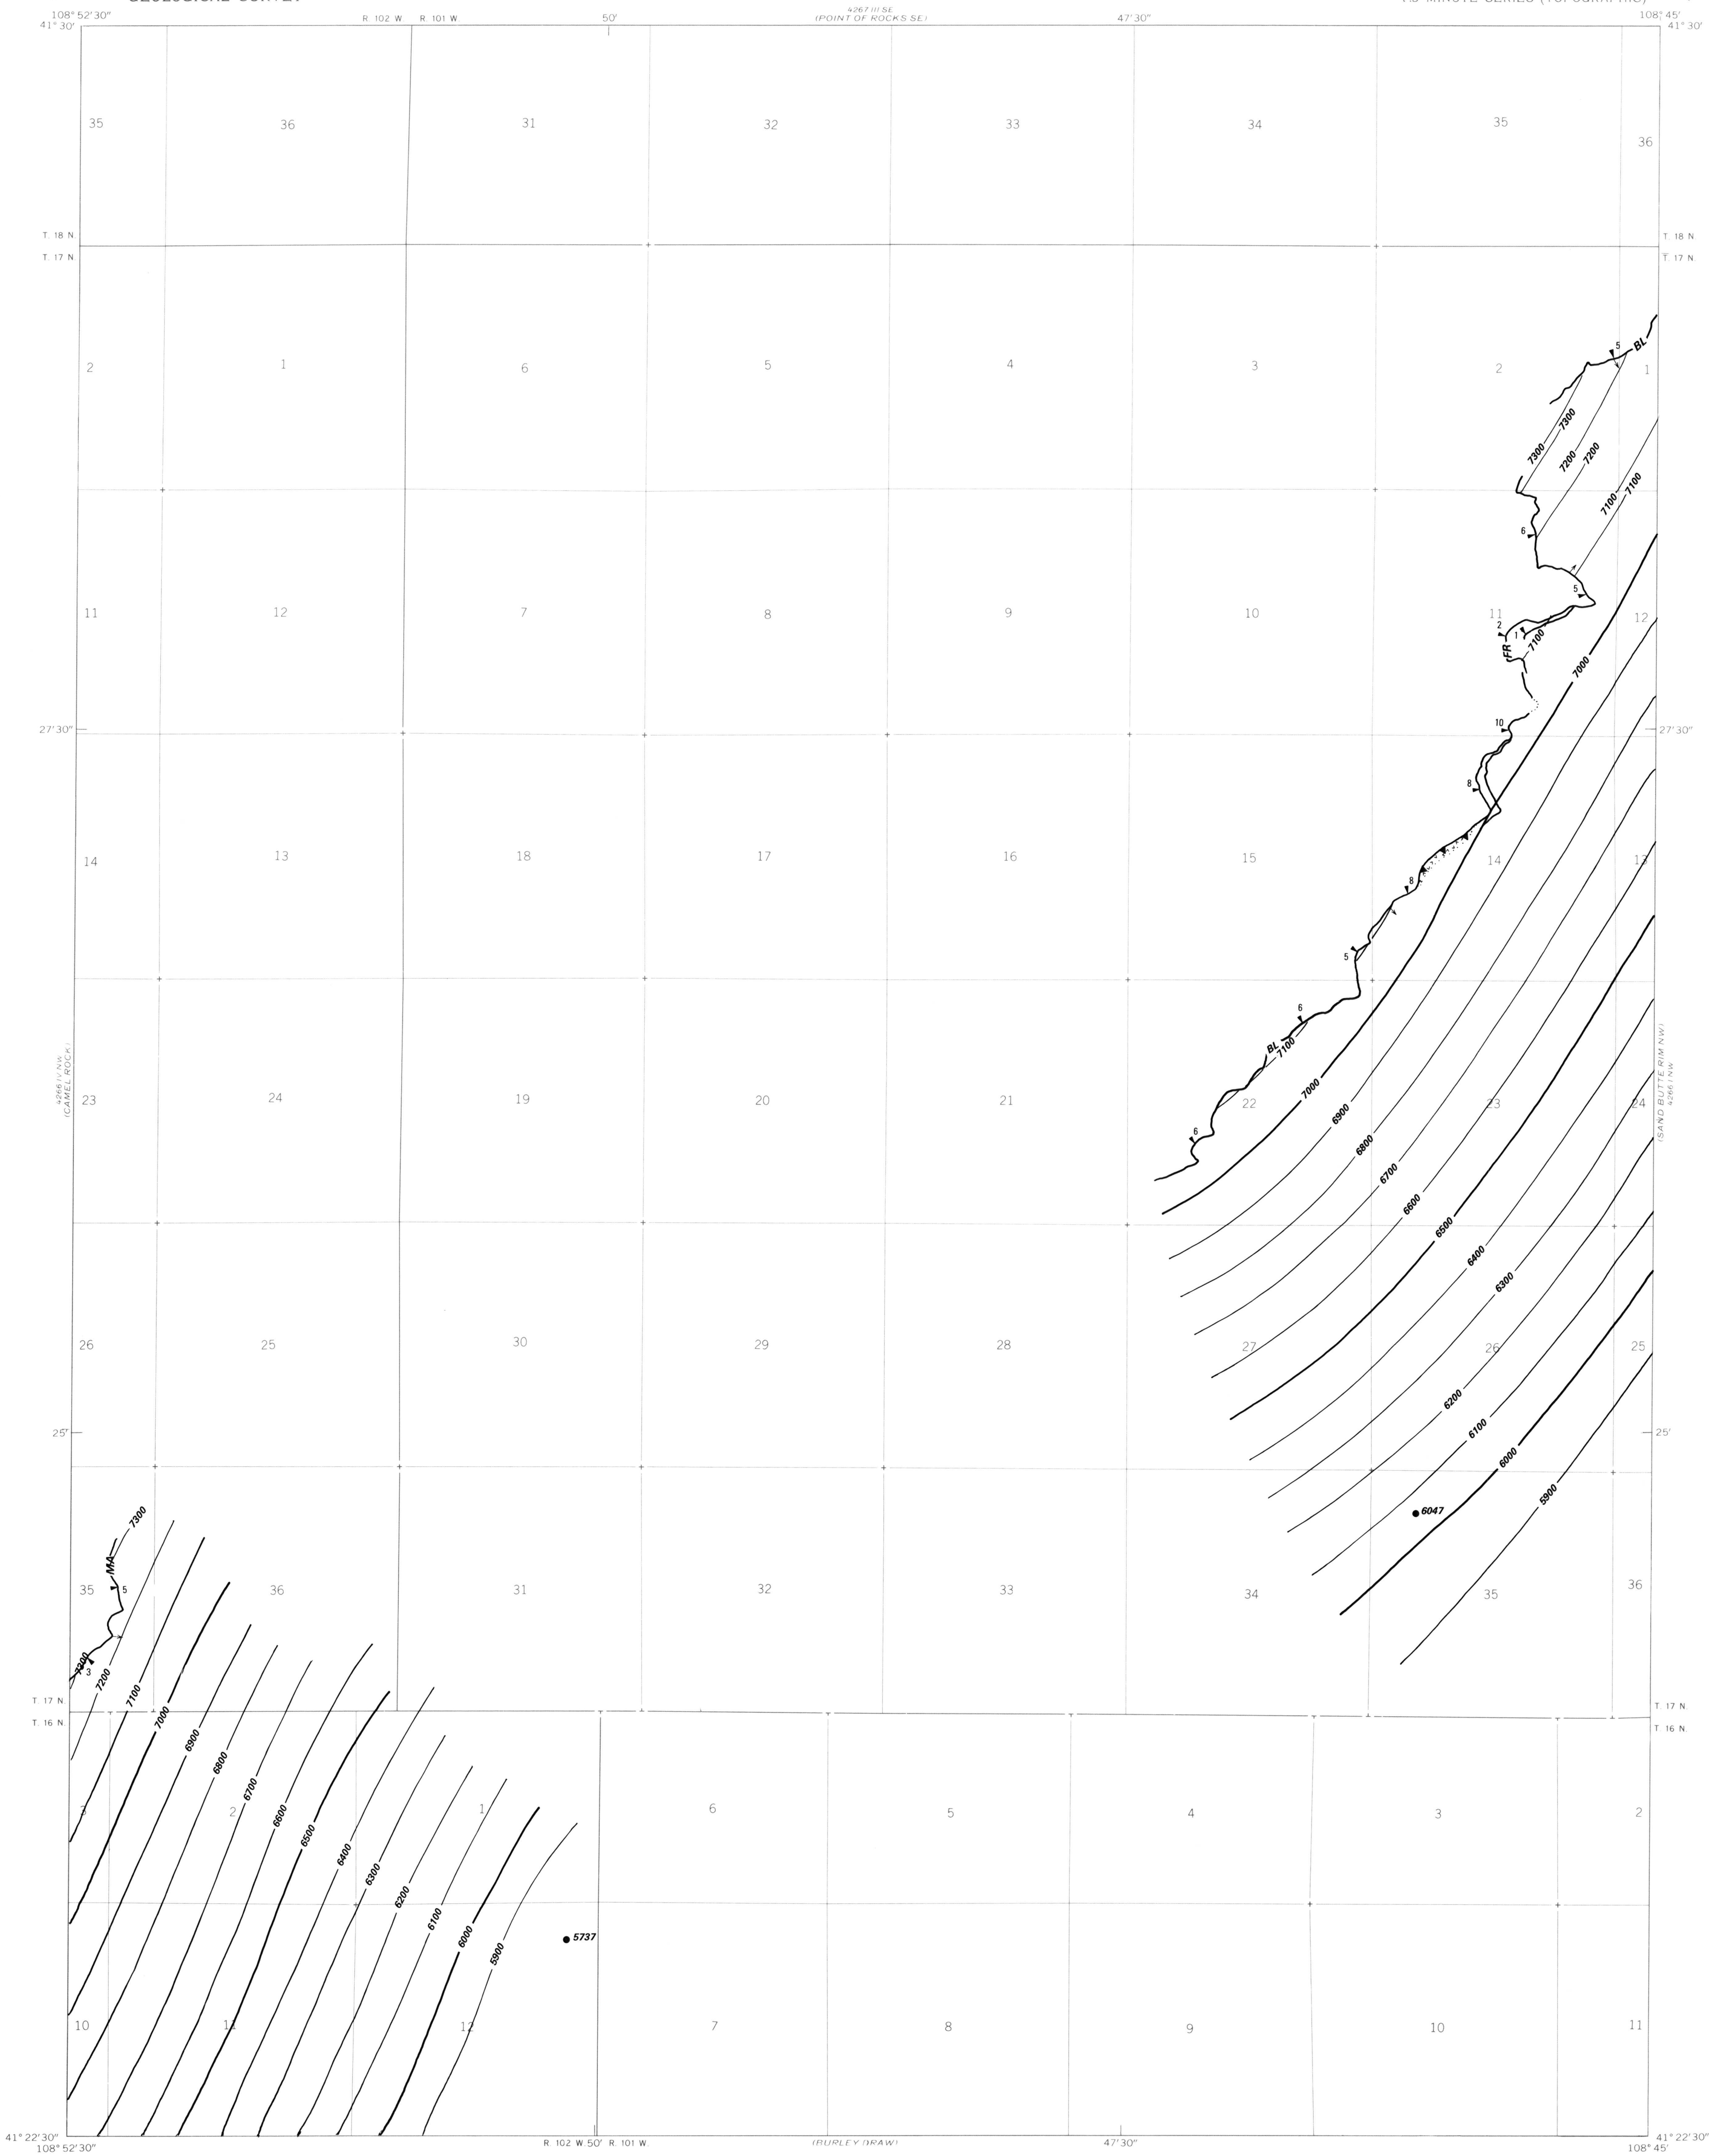 108° 52'30" R. 102 W. R. 101 W. 50' 4267 III SE 47'30" 108° 45'
41° 30' (POINT OF ROCKS SE) 41° 30'
35 36 31 32 33 34 35 36
T. 18 N. T. 18 N.
T. 17 N. T. 17 N.
5 BL
2 1 6 5 4 3 2 1
7300 7300
7200 7200
7100 7100
6
5
11 12 7 8 9 10 11 12
2 1 7100
FR
7000
27'30" 10 27'30"
8
14 13 18 17 16 15 14 13
8
5
6
BL 7100
4266 IV NW
(CAMEL ROCK)
(SAND BUTTE RIM NW)
4266 I NW
23 24 19 20 21 22 23 24
7000
6900
6
6800
6700
6600
6500
6400
6300
26 25 30 29 28 27 26 25
6200
25' 6100 25'
6000
5900
7300 6047
MA
35 5 36 31 32 33 34 35 36
7300 3
7200
T. 17 N. 7100 T. 17 N.
T. 16 N. 7000 T. 16 N.
6900
6800
6700
3 2 1 6 5 4 3 2
6600
6500
6400
6300
6200
6100
6000 5737
5900
10 11 12 7 8 9 10 11
41° 22'30" 41° 22'30"
108° 52'30" R. 102 W. 50' R. 101 W. (BURLEY DRAW) 47'30" 108° 45'